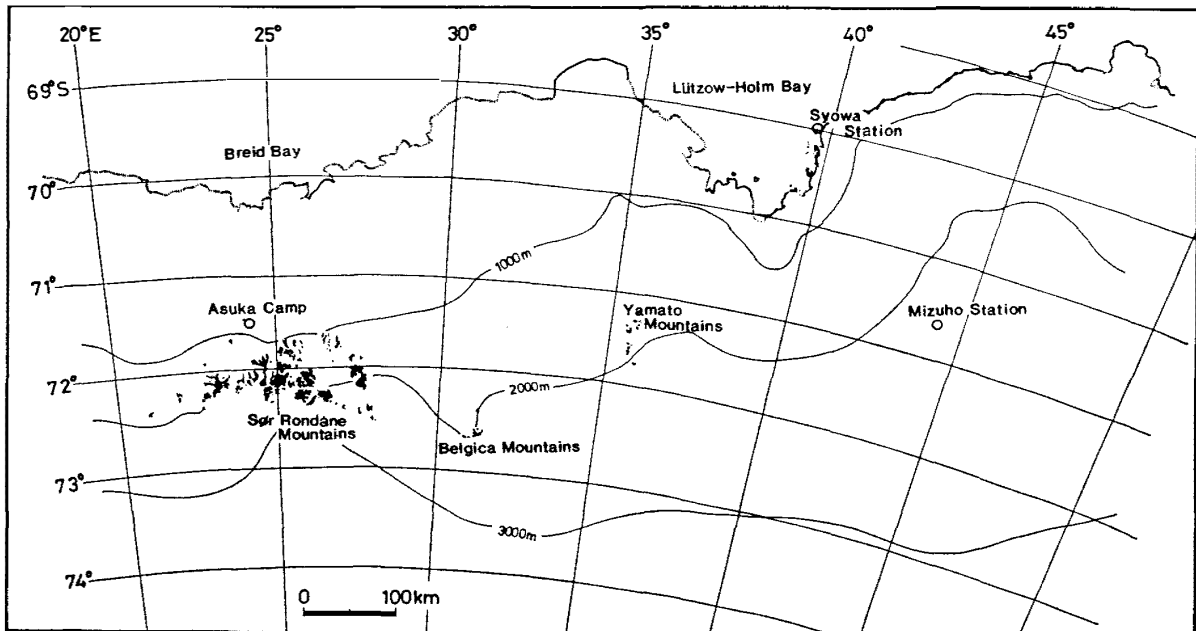 20°E
25°
30°
35°
40°
45°
69°S
Lützow-Holm Bay
Syowa
Station
Breid Bay
70°
1000m
71°
Asuka Camp
Yamato
Mountains
Mizuho Station
72°
2000m
Sør Rondane
Mountains
Belgica Mountains
73°
3000m
74°
0 100km